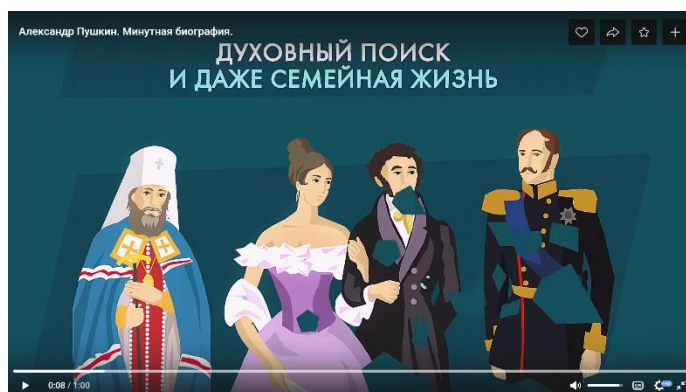 Александр Пушкин. Минутная биография.
ДУХОВНЫЙ ПОИСК
И ДАЖЕ СЕМЕЙНАЯ ЖИЗНЬ
0:08 / 1:00